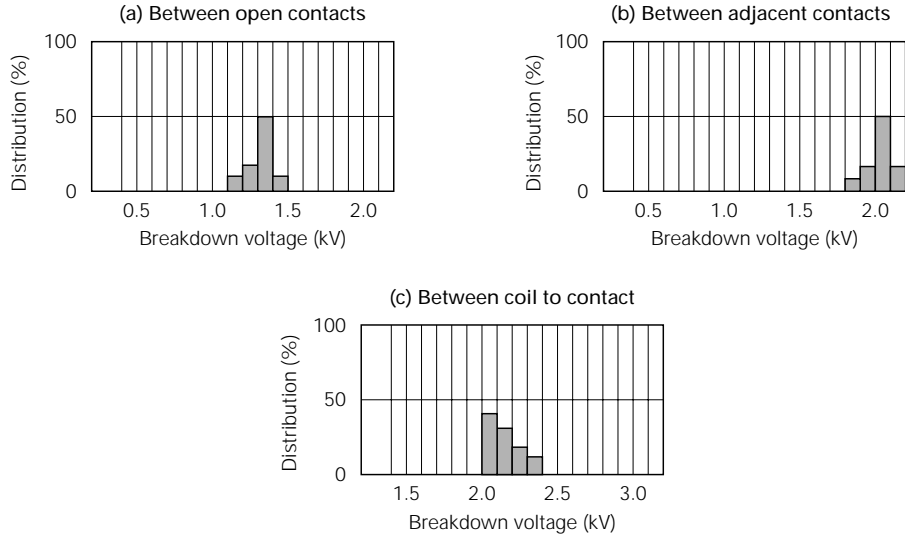 (a) Between open contacts
100
50
0
Distribution (%)
0.5 1.0 1.5 2.0
Breakdown voltage (kV)
(b) Between adjacent contacts
100
50
0
Distribution (%)
0.5 1.0 1.5 2.0
Breakdown voltage (kV)
(c) Between coil to contact
100
50
0
Distribution (%)
1.5 2.0 2.5 3.0
Breakdown voltage (kV)